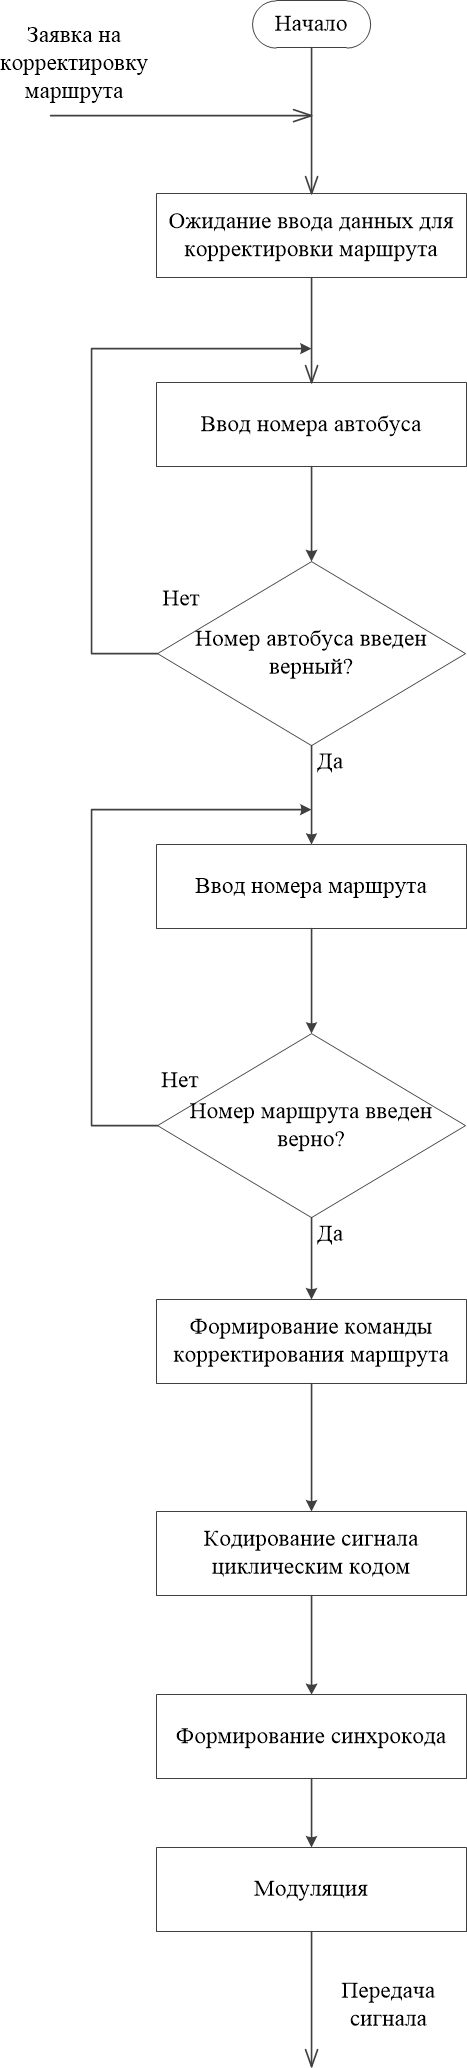 Начало
Заявка на
корректировку
маршрута
Ожидание ввода данных для
корректировки маршрута
Ввод номера автобуса
Нет
Номер автобуса введен
верный?
Да
Ввод номера маршрута
Нет
Номер маршрута введен
верно?
Да
Формирование команды
корректирования маршрута
Кодирование сигнала
циклическим кодом
Формирование синхрокода
Модуляция
Передача
сигнала